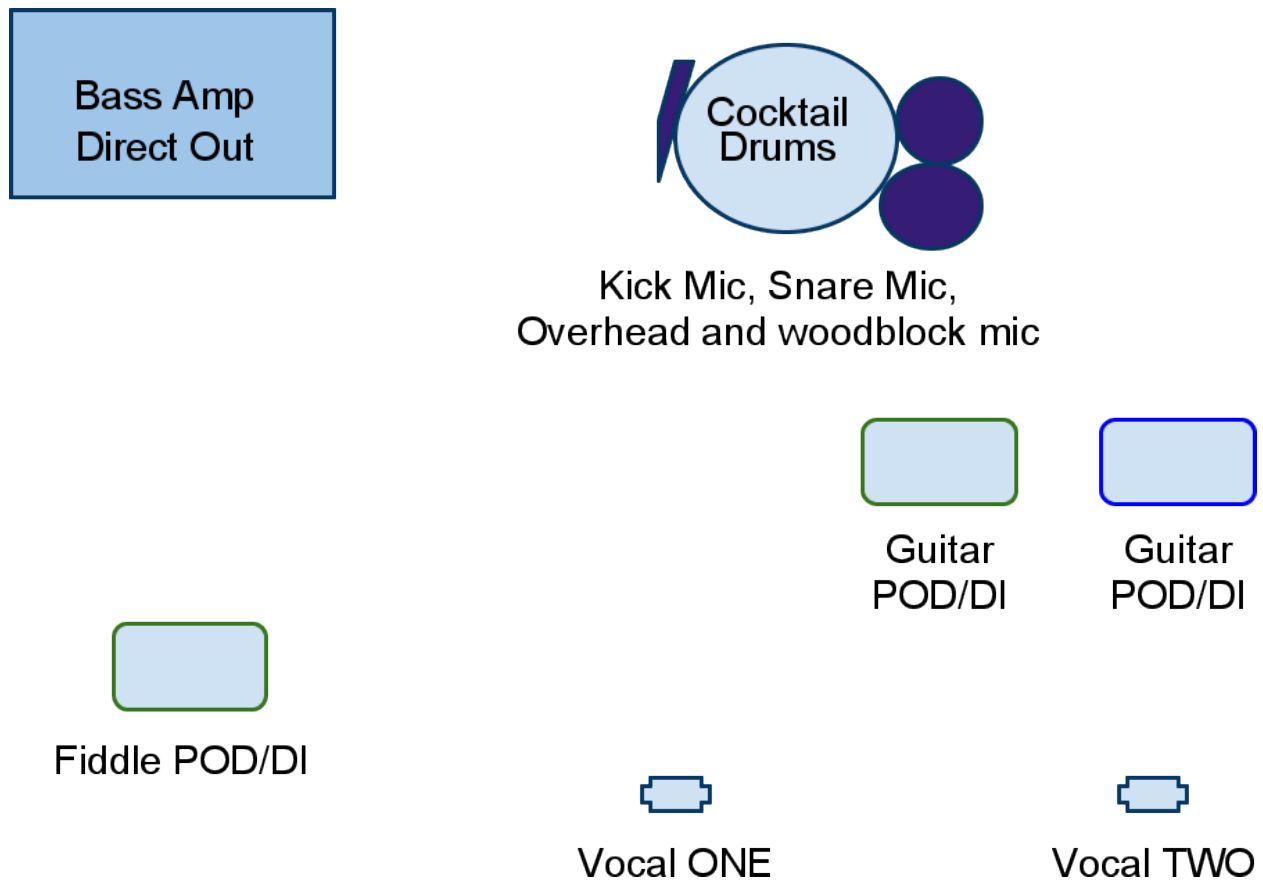 Bass Amp
Direct Out
Cocktail
Drums
Kick Mic, Snare Mic,
Overhead and woodblock mic
Guitar
POD/DI
Guitar
POD/DI
Fiddle POD/DI
Vocal ONE
Vocal TWO